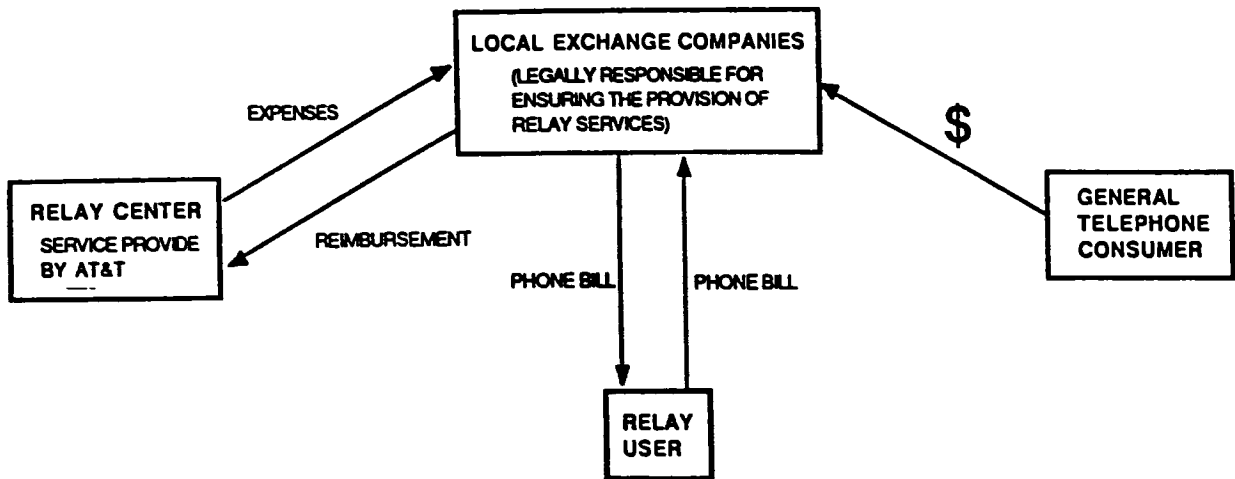 LOCAL EXCHANGE COMPANIES
(LEGALLY RESPONSIBLE FOR
ENSURING THE PROVISION OF
RELAY SERVICES)
EXPENSES
$
RELAY CENTER
SERVICE PROVIDE
BY AT&T
REIMBURSEMENT
GENERAL
TELEPHONE
CONSUMER
PHONE BILL
PHONE BILL
RELAY
USER